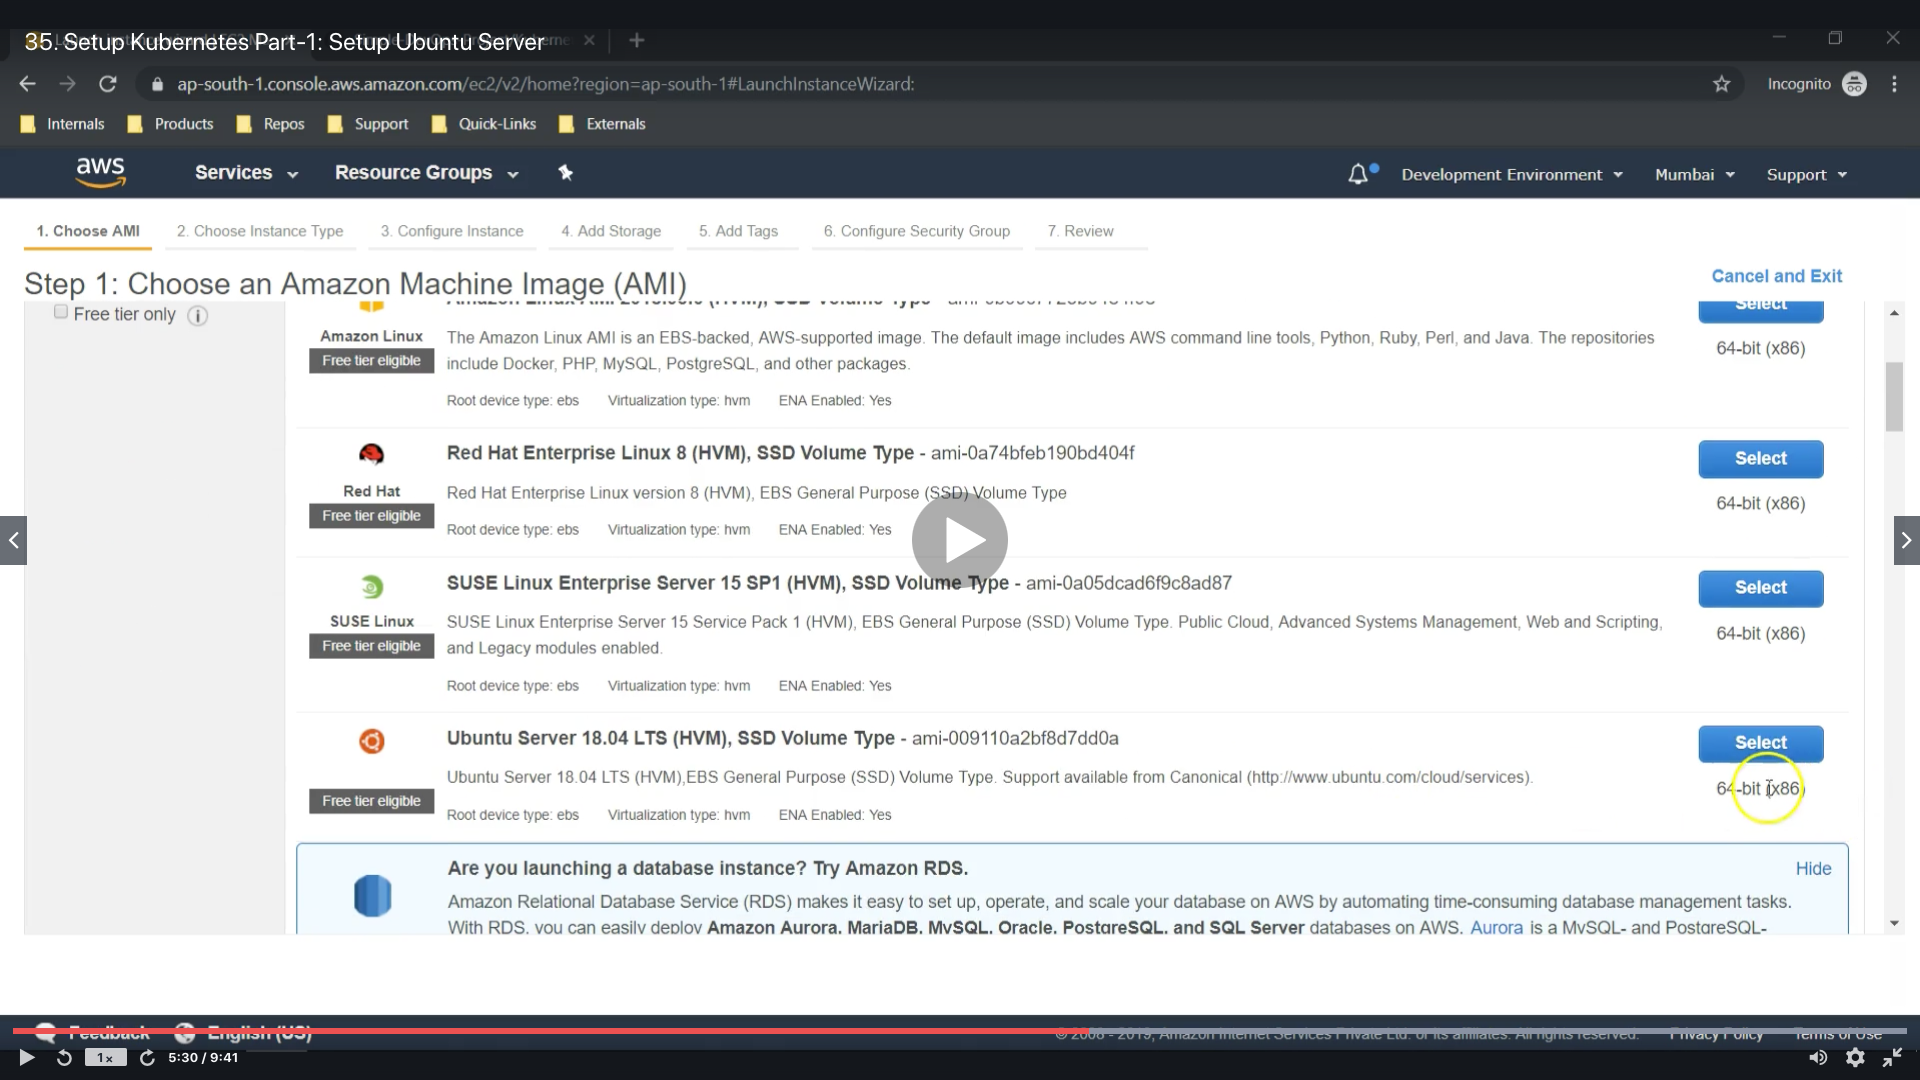 35. Setup Kubernetes Part-1: Setup Ubuntu Server
ap-south-1.console.aws.amazon.com/ec2/v2/home?region=ap-south-1#LaunchInstanceWizard:
Incognito
Internals
Products
Repos
Support
Quick-Links
Externals
aws
Services
Resource Groups
Development Environment
Mumbai
Support
1. Choose AMI
2. Choose Instance Type
3. Configure Instance
4. Add Storage
5. Add Tags
6. Configure Security Group
7. Review
Step 1: Choose an Amazon Machine Image (AMI)
Cancel and Exit
Free tier only
Select
Amazon Linux
Free tier eligible
The Amazon Linux AMI is an EBS-backed, AWS-supported image. The default image includes AWS command line tools, Python, Ruby, Perl, and Java. The repositories
include Docker, PHP, MySQL, PostgreSQL, and other packages.
64-bit (x86)
Root device type: ebs Virtualization type: hvm ENA Enabled: Yes
Red Hat
Free tier eligible
Red Hat Enterprise Linux 8 (HVM), SSD Volume Type - ami-0a74bfeb190bd404f
Red Hat Enterprise Linux version 8 (HVM), EBS General Purpose (SSD) Volume Type
Root device type: ebs Virtualization type: hvm ENA Enabled: Yes
Select
64-bit (x86)
SUSE Linux
Free tier eligible
SUSE Linux Enterprise Server 15 SP1 (HVM), SSD Volume Type - ami-0a05dcad6f9c8ad87
SUSE Linux Enterprise Server 15 Service Pack 1 (HVM), EBS General Purpose (SSD) Volume Type. Public Cloud, Advanced Systems Management, Web and Scripting,
and Legacy modules enabled.
Root device type: ebs Virtualization type: hvm ENA Enabled: Yes
Select
64-bit (x86)
Free tier eligible
Ubuntu Server 18.04 LTS (HVM), SSD Volume Type - ami-009110a2bf8d7dd0a
Ubuntu Server 18.04 LTS (HVM),EBS General Purpose (SSD) Volume Type. Support available from Canonical (http://www.ubuntu.com/cloud/services).
Root device type: ebs Virtualization type: hvm ENA Enabled: Yes
Select
64-bit (x86)
Are you launching a database instance? Try Amazon RDS.
Hide
Amazon Relational Database Service (RDS) makes it easy to set up, operate, and scale your database on AWS by automating time-consuming database management tasks.
With RDS, you can easily deploy Amazon Aurora, MariaDB, MySQL, Oracle, PostgreSQL, and SQL Server databases on AWS. Aurora is a MySQL- and PostgreSQL-
Feedback
English (US)
© 2008 - 2019, Amazon Internet Services Private Ltd. or its affiliates. All rights reserved.
Privacy Policy
Terms of Use
1x
5:30 / 9:41